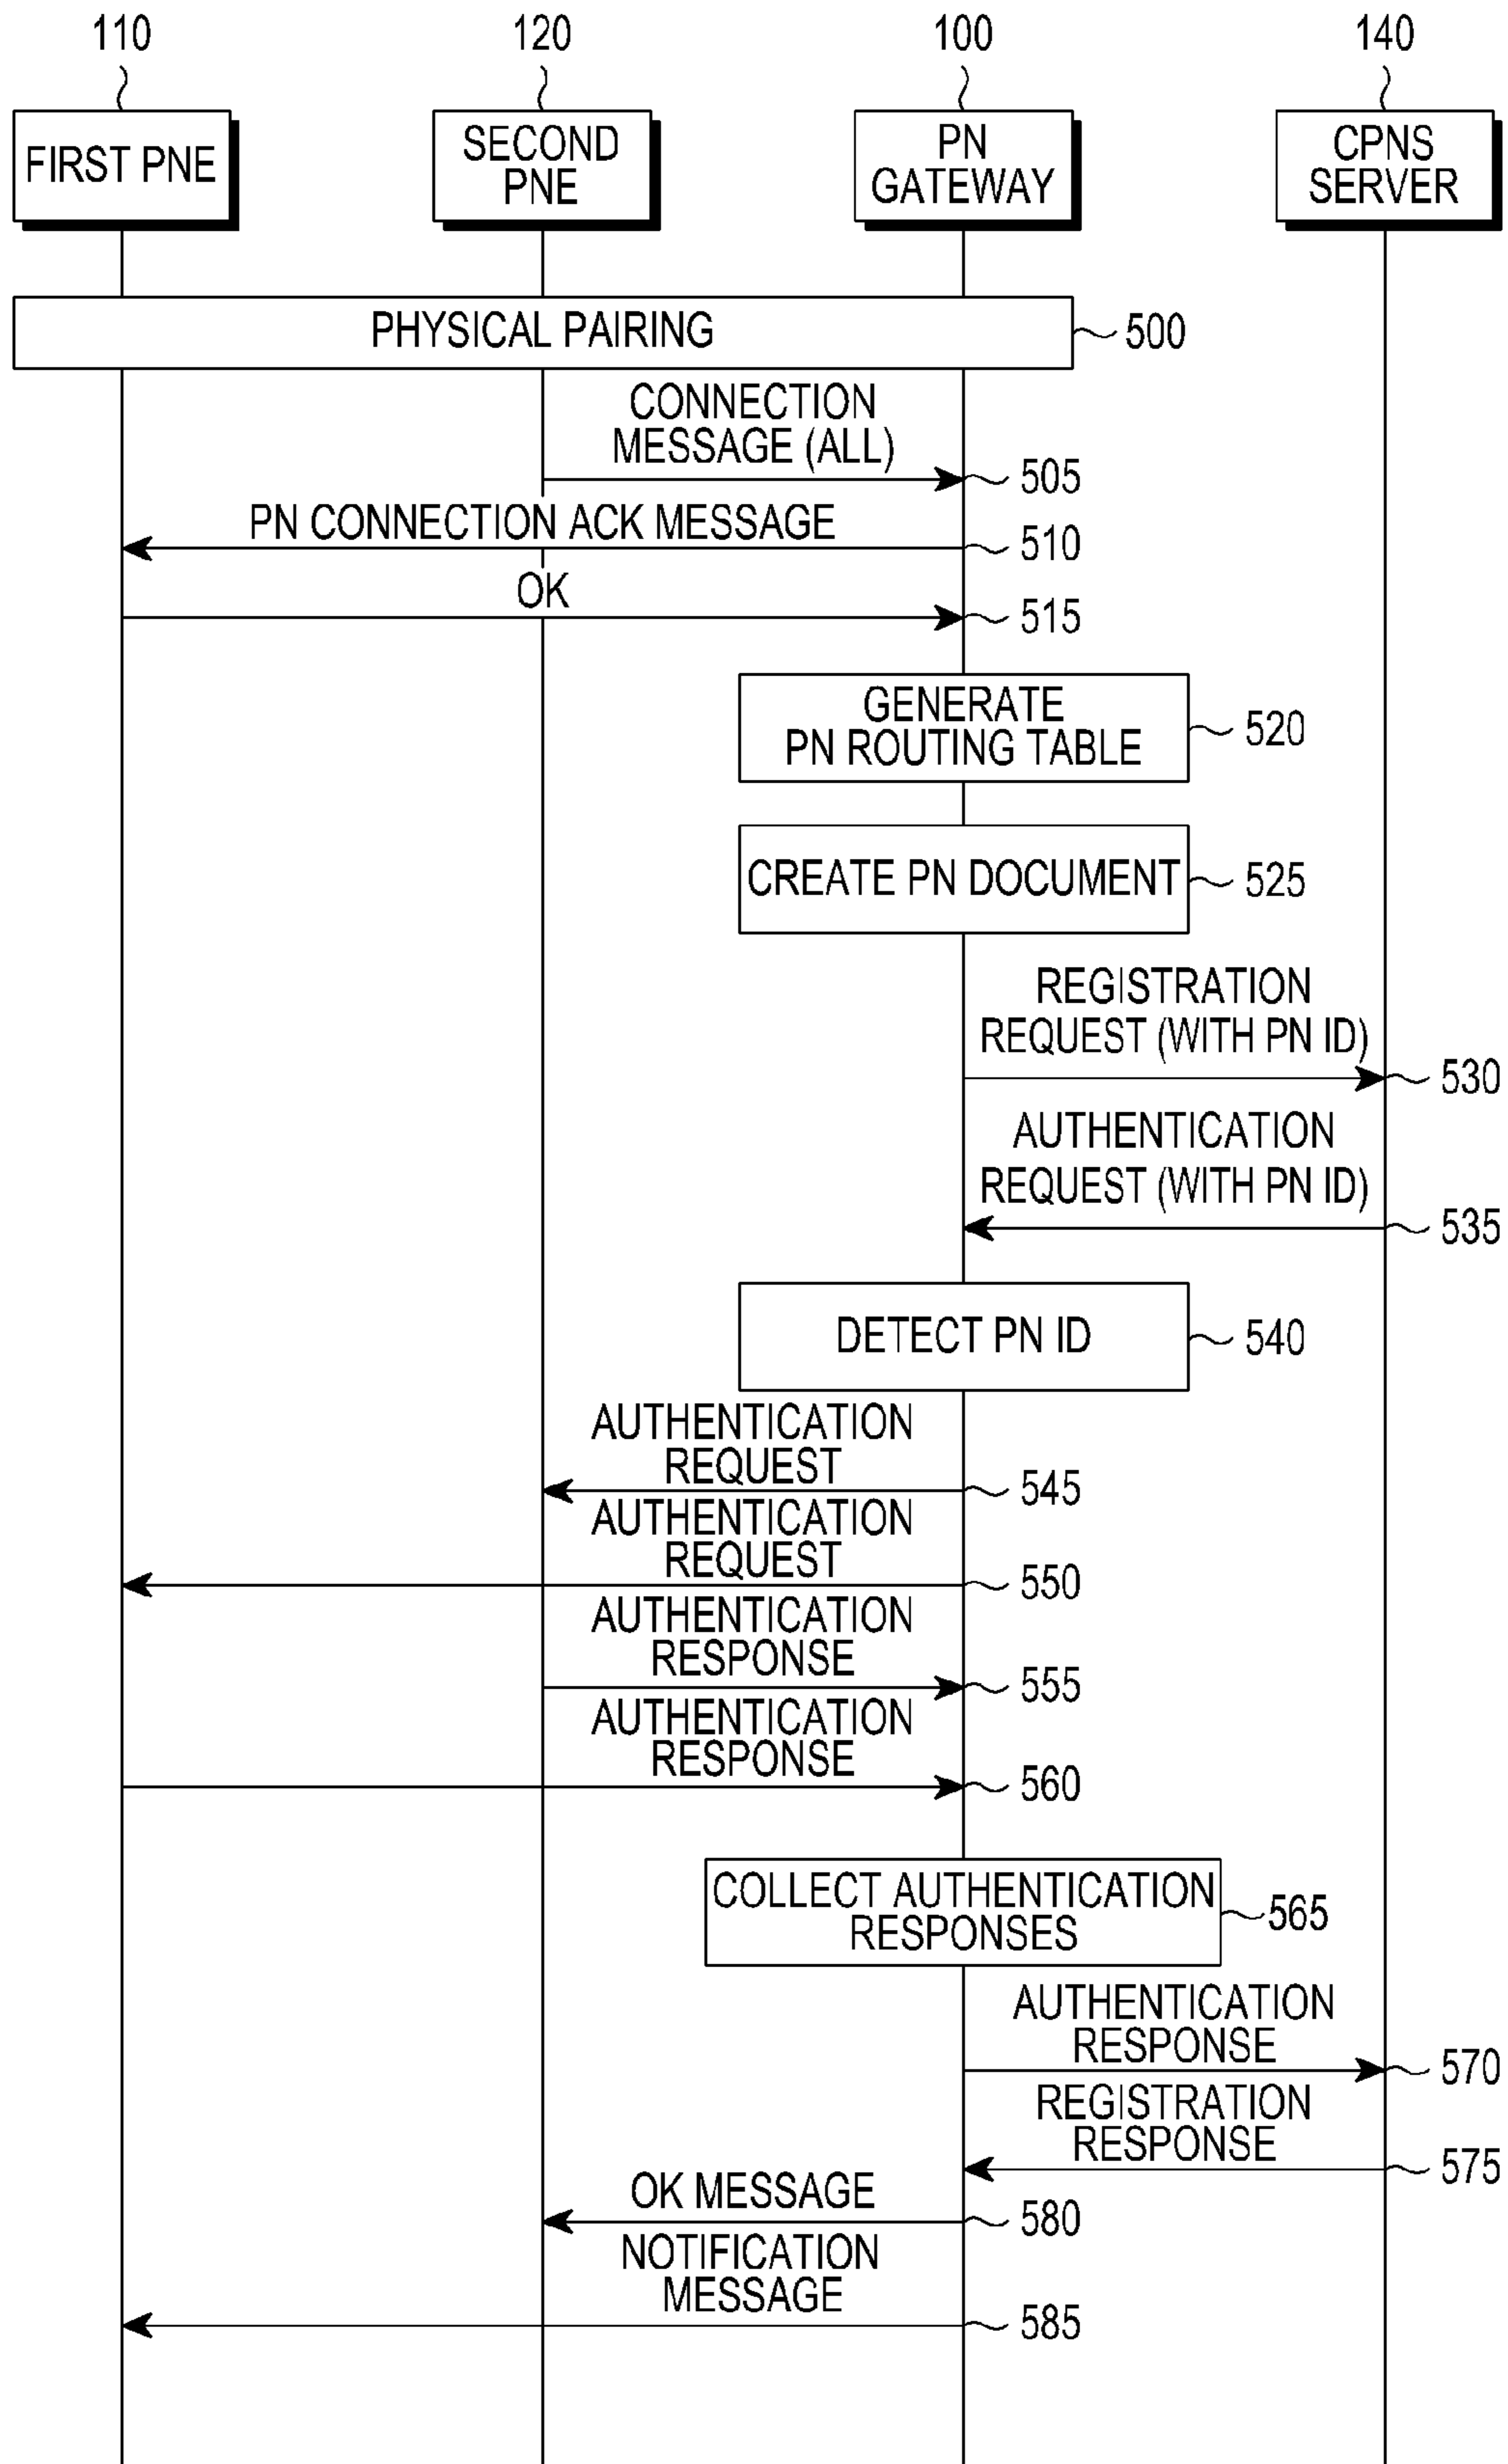 110
120
100
140
FIRST PNE
SECOND
PNE
PN
GATEWAY
CPNS
SERVER
PHYSICAL PAIRING
500
CONNECTION
MESSAGE (ALL)
505
PN CONNECTION ACK MESSAGE
510
OK
515
GENERATE
PN ROUTING TABLE
520
CREATE PN DOCUMENT
525
REGISTRATION
REQUEST (WITH PN ID)
530
AUTHENTICATION
REQUEST (WITH PN ID)
535
DETECT PN ID
540
AUTHENTICATION
REQUEST
545
AUTHENTICATION
REQUEST
550
AUTHENTICATION
RESPONSE
555
AUTHENTICATION
RESPONSE
560
COLLECT AUTHENTICATION
RESPONSES
565
AUTHENTICATION
RESPONSE
570
REGISTRATION
RESPONSE
575
OK MESSAGE
580
NOTIFICATION
MESSAGE
585